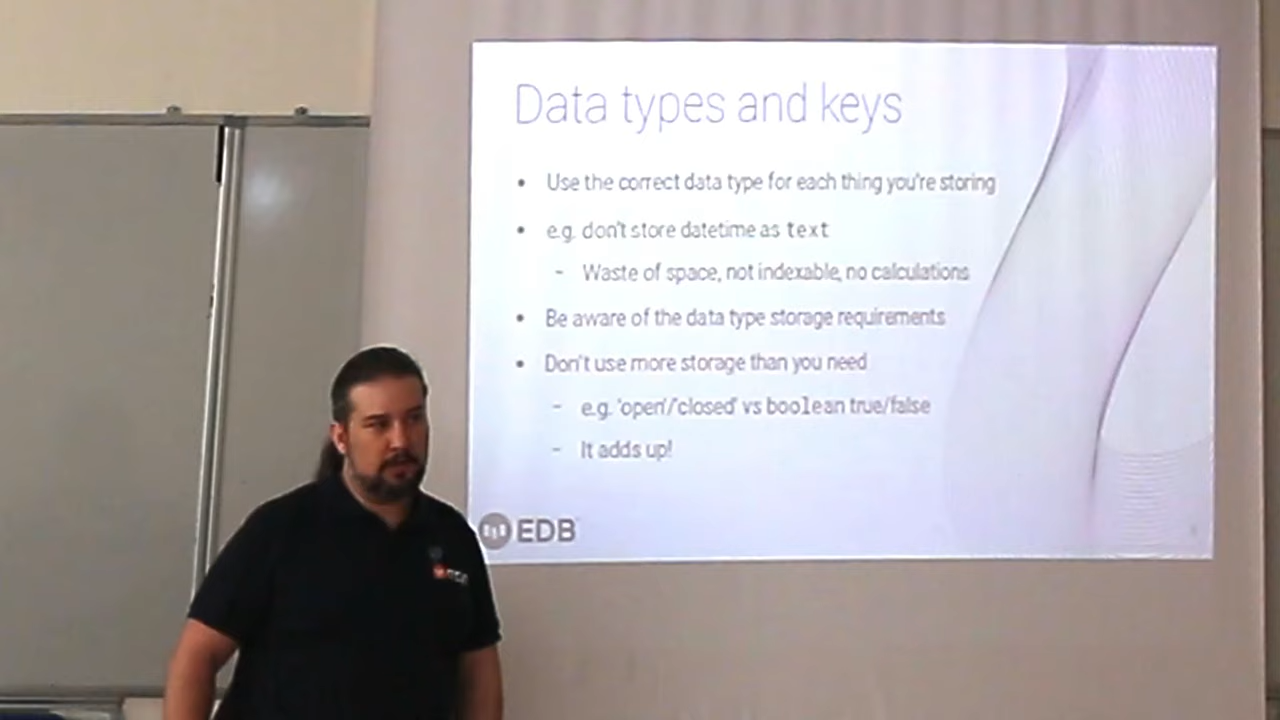 Data types and keys
• Use the correct data type for each thing you're storing
• e.g. don't store datetime as text
- Waste of space, not indexable, no calculations
• Be aware of the data type storage requirements
• Don't use more storage than you need
- e.g. 'open'/'closed' vs boolean true/false
- It adds up!
EDB